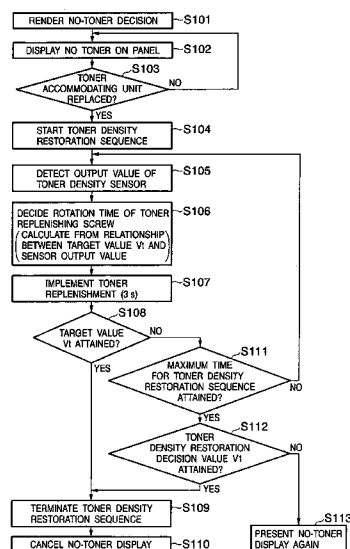 RENDER NO-TONER DECISION
S101
DISPLAY NO TONER ON PANEL
S102
TONER
ACCOMMODATING UNIT
REPLACED?
S103
NO
YES
START TONER DENSITY
RESTORATION SEQUENCE
S104
DETECT OUTPUT VALUE OF
TONER DENSITY SENSOR
S105
DECIDE ROTATION TIME OF TONER
REPLENISHING SCREW
(CALCULATE FROM RELATIONSHIP
BETWEEN TARGET VALUE Vt AND
SENSOR OUTPUT VALUE)
S106
IMPLEMENT TONER
REPLENISHMENT (3 s)
S107
TARGET VALUE
Vt ATTAINED?
S108
NO
YES
MAXIMUM TIME
FOR TONER DENSITY
RESTORATION SEQUENCE
ATTAINED?
S111
NO
YES
TONER
DENSITY RESTORATION
DECISION VALUE V1
ATTAINED?
S112
NO
YES
TERMINATE TONER DENSITY
RESTORATION SEQUENCE
S109
CANCEL NO-TONER DISPLAY
S110
PRESENT NO-TONER
DISPLAY AGAIN
S113